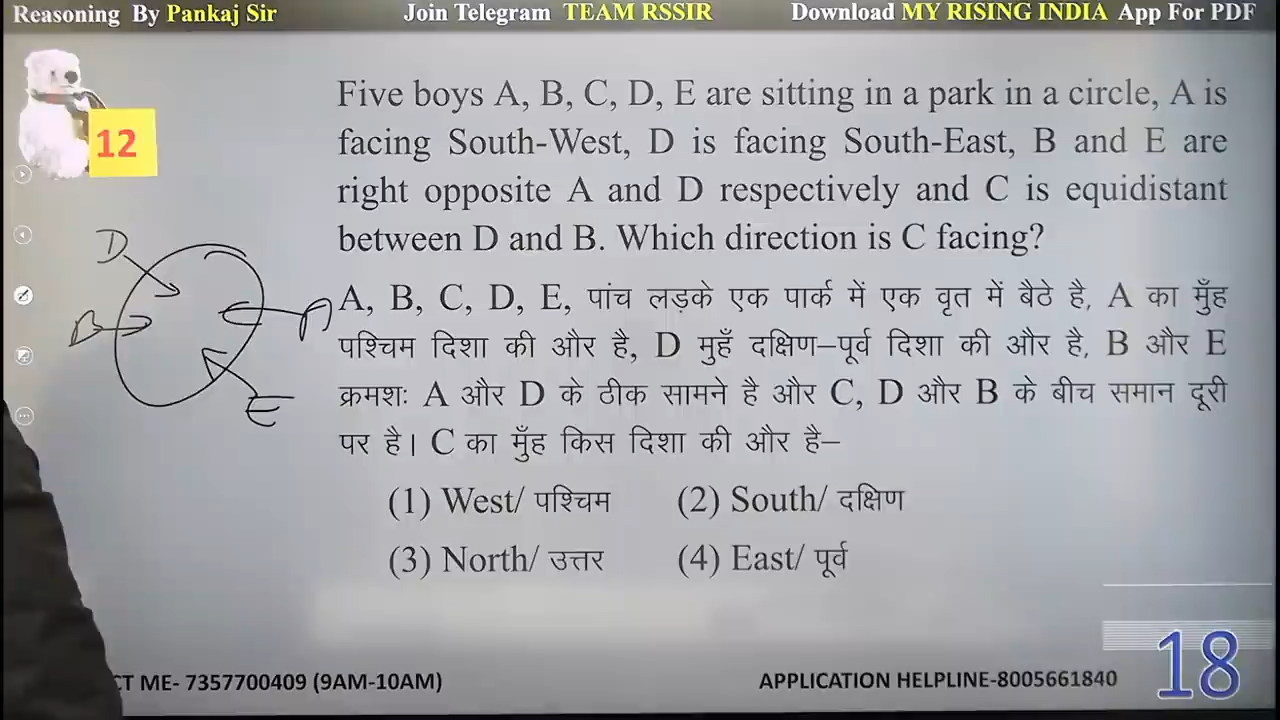 Reasoning By Pankaj Sir Join Telegram TEAM RSSIR Download MY RISING INDIA App For PDF
12
Five boys A, B, C, D, E are sitting in a park in a circle, A is
facing South-West, D is facing South-East, B and E are
right opposite A and D respectively and C is equidistant
between D and B. Which direction is C facing?
A, B, C, D, E, पांच लड़के एक पार्क में एक वृत में बैठे है, A का मुँह
पश्चिम दिशा की और है, D मुहँ दक्षिण–पूर्व दिशा की और है, B और E
क्रमशः A और D के ठीक सामने है और C, D और B के बीच समान दूरी
पर है। C का मुँह किस दिशा की और है–
(1) West/ पश्चिम (2) South/ दक्षिण
(3) North/ उत्तर (4) East/ पूर्व
D
B
A
E
18
CT ME- 7357700409 (9AM-10AM) APPLICATION HELPLINE-8005661840